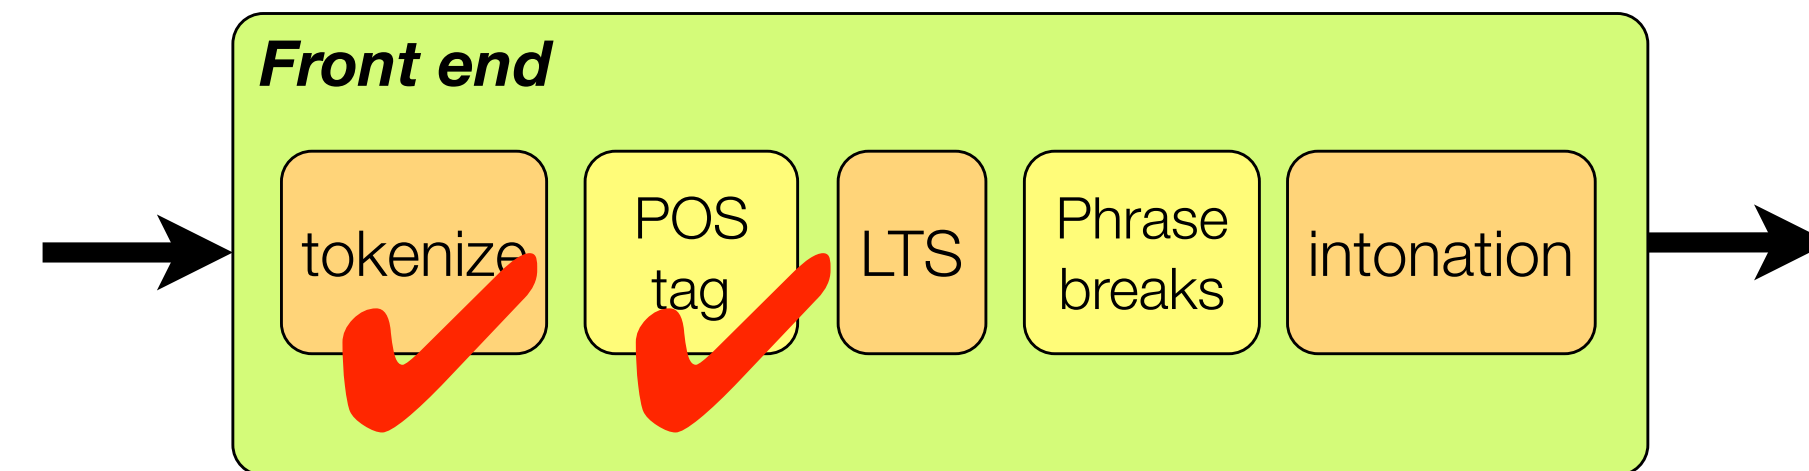 Front end
tokenize
POS
tag
LTS
Phrase
breaks
intonation